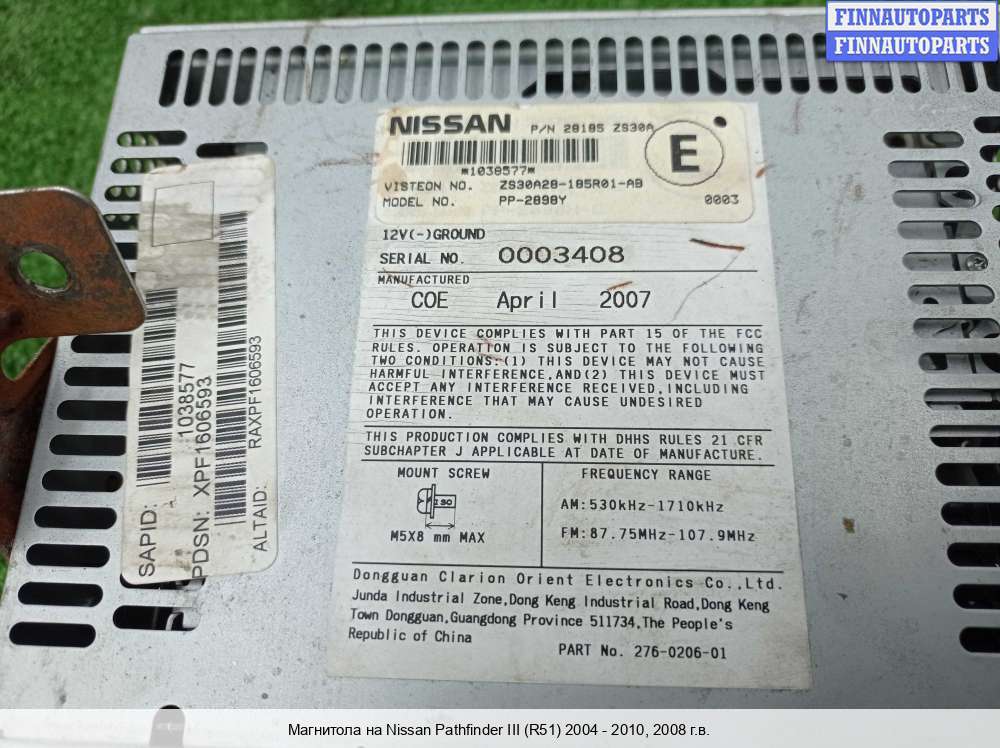 FINNAUTOPARTS
FINNAUTOPARTS
NISSAN P/N 28185 ZS30A
*1038577*
E
VISTEON NO. ZS30A28-185R01-AB
MODEL NO. PP-2898Y 0003
12V(-)GROUND
SERIAL NO. 0003408
MANUFACTURED
COE April 2007
THIS DEVICE COMPLIES WITH PART 15 OF THE FCC
RULES. OPERATION IS SUBJECT TO THE FOLLOWING
TWO CONDITIONS:(1) THIS DEVICE MAY NOT CAUSE
HARMFUL INTERFERENCE,AND(2) THIS DEVICE MUST
ACCEPT ANY INTERFERENCE RECEIVED,INCLUDING
INTERFERENCE THAT MAY CAUSE UNDESIRED
OPERATION.
THIS PRODUCTION COMPLIES WITH DHHS RULES 21 CFR
SUBCHAPTER J APPLICABLE AT DATE OF MANUFACTURE.
MOUNT SCREW
ISO
M5X8 mm MAX
FREQUENCY RANGE
AM:530kHz-1710kHz
FM:87.75MHz-107.9MHz
Dongguan Clarion Orient Electronics Co.,Ltd.
Junda Industrial Zone,Dong Keng Industrial Road,Dong Keng
Town Dongguan,Guangdong Province 511734,The People's
Republic of China
PART No. 276-0206-01
SAPID: 1038577
PDSN: XPF1606593
ALTAID: RAXPF1606593
Магнитола на Nissan Pathfinder III (R51) 2004 - 2010, 2008 г.в.